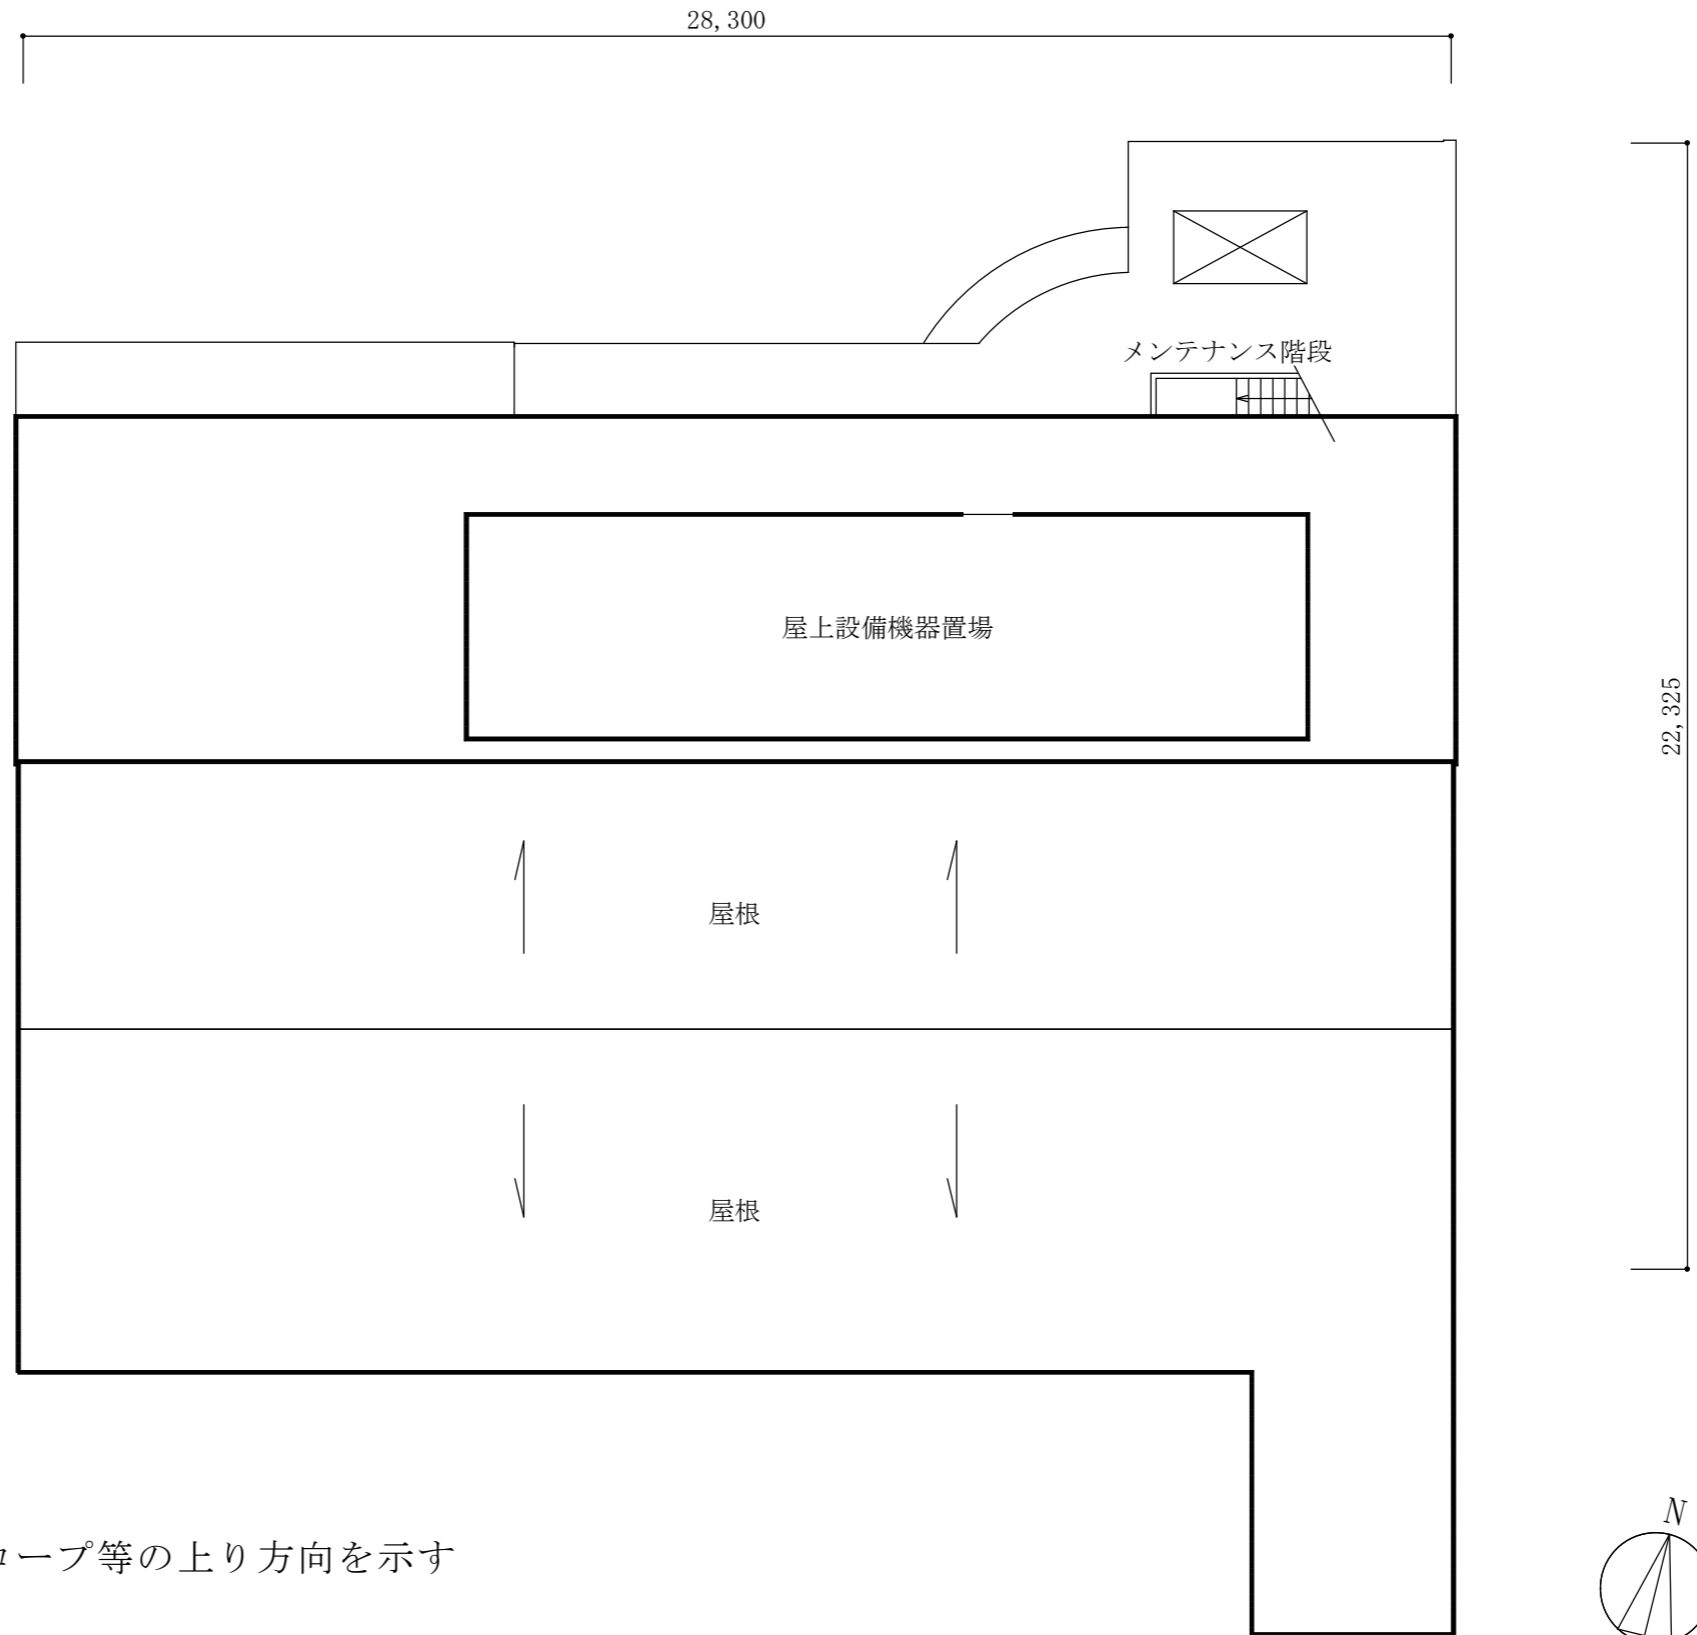 28,300
メンテナンス階段
屋上設備機器置場
22,325
屋根
屋根
ロープ等の上り方向を示す
N